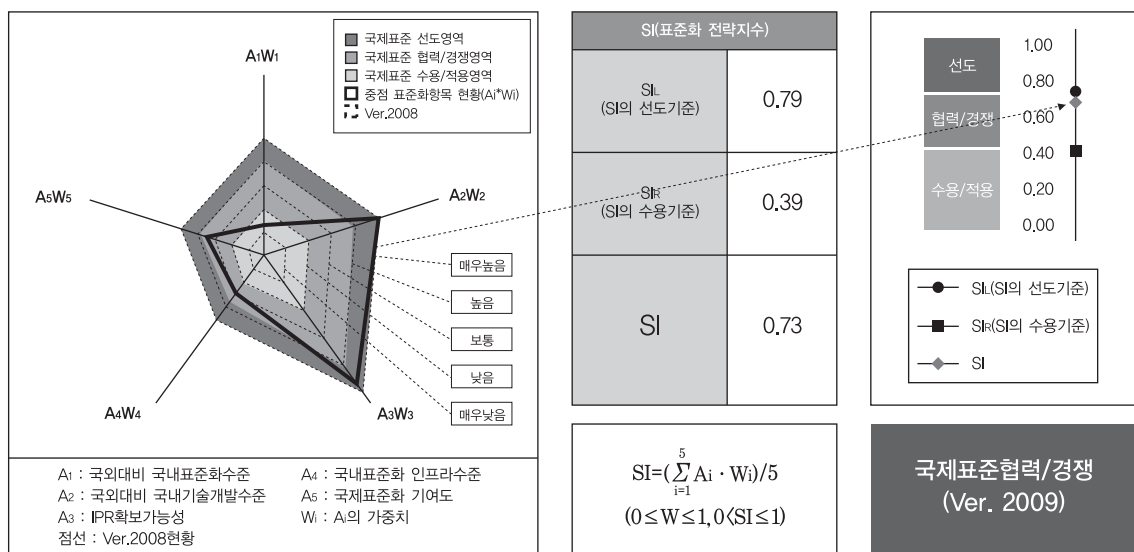 국제표준 선도영역
국제표준 협력/경쟁영역
국제표준 수용/적용영역
중점 표준화항목 현황(Ai*Wi)
Ver.2008
A₁W₁
A₂W₂
A₅W₅
A₄W₄
A₃W₃
매우높음
높음
보통
낮음
매우낮음
A₁ : 국외대비 국내표준화수준
A₂ : 국외대비 국내기술개발수준
A₃ : IPR확보가능성
점선 : Ver.2008현황
A₄ : 국내표준화 인프라수준
A₅ : 국제표준화 기여도
Wᵢ : Aᵢ의 가중치
SI(표준화 전략지수)
SIL
(SI의 선도기준)
0.79
SIR
(SI의 수용기준)
0.39
SI
0.73
SI=(∑ Ai · Wi)/5
5
i=1
(0≤W≤1, 0<SI≤1)
선도
협력/경쟁
수용/적용
1.00
0.80
0.60
0.40
0.20
0.00
SIL(SI의 선도기준)
SIR(SI의 수용기준)
SI
국제표준협력/경쟁
(Ver. 2009)